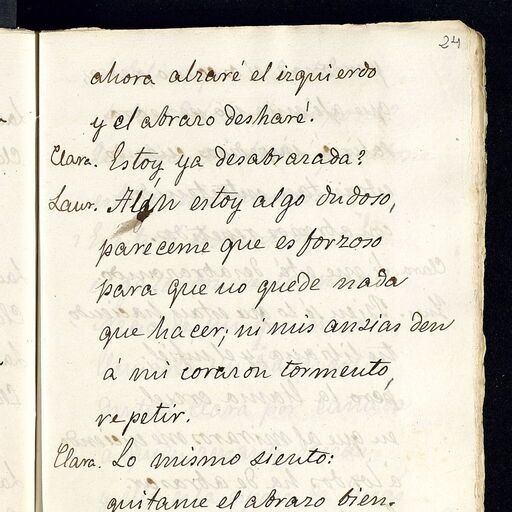 24
ahora alzaré el izquierdo
y el abrazo desharé.
Clara. Estoy ya desabrazada?
Laur. Aún estoy algo dudoso,
pareceme que es forzoso
para que no quede nada
que hacer; ni mis ansias den
á mi corazon tormento,
repetir.
Clara. Lo mismo siento:
quitame el abrazo bien.